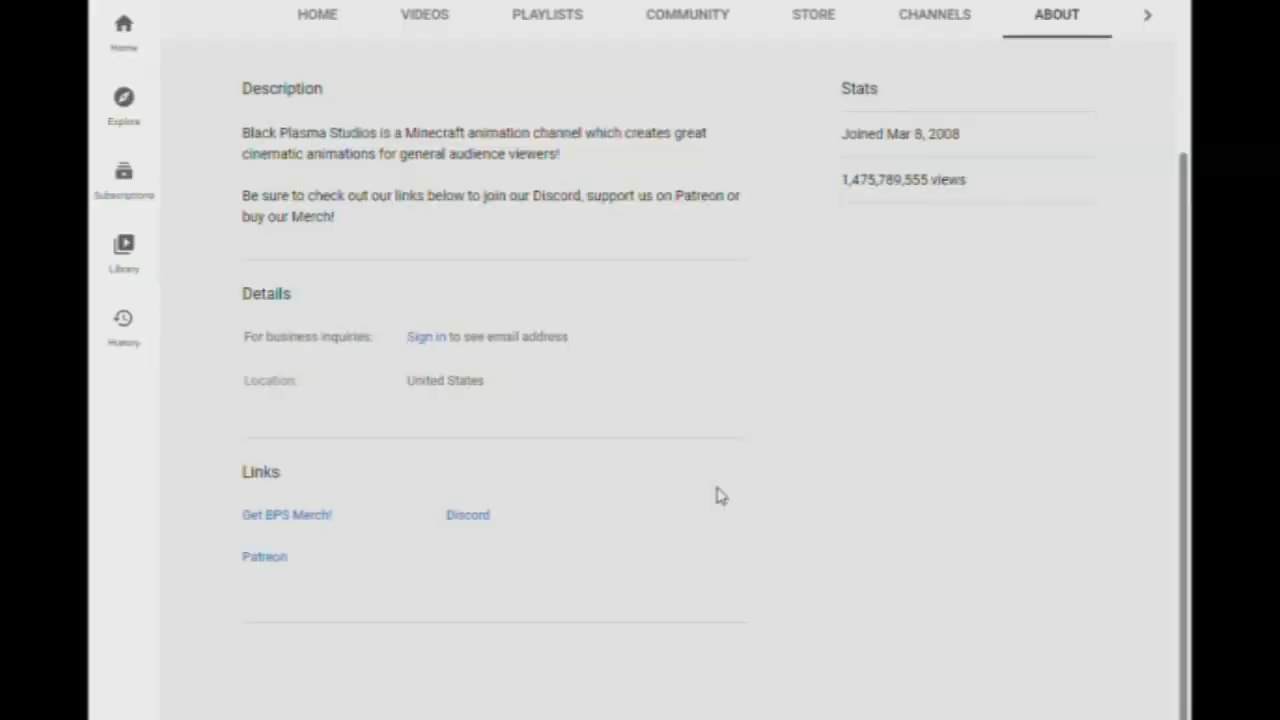 HOME VIDEOS PLAYLISTS COMMUNITY STORE CHANNELS ABOUT
Home
Explore
Subscriptions
Library
History
Description
Black Plasma Studios is a Minecraft animation channel which creates great
cinematic animations for general audience viewers!
Be sure to check out our links below to join our Discord, support us on Patreon or
buy our Merch!
Details
For business inquiries: Sign in to see email address
Location: United States
Links
Get BPS Merch! Discord
Patreon
Stats
Joined Mar 8, 2008
1,475,789,555 views